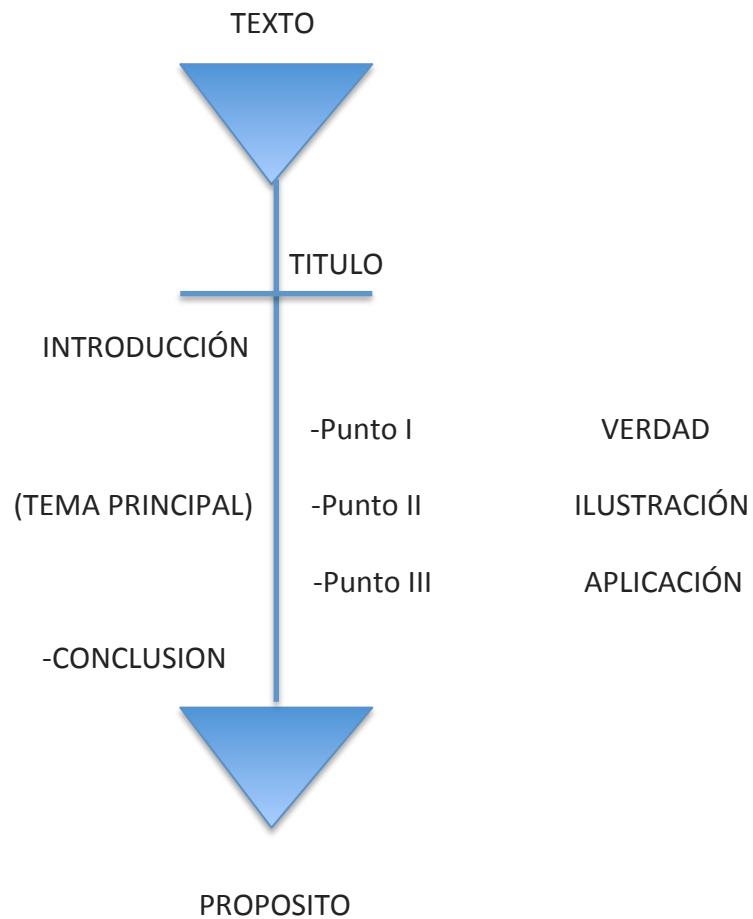 TEXTO
TITULO
INTRODUCCIÓN
-Punto I VERDAD
(TEMA PRINCIPAL) -Punto II ILUSTRACIÓN
-Punto III APLICACIÓN
-CONCLUSION
PROPOSITO